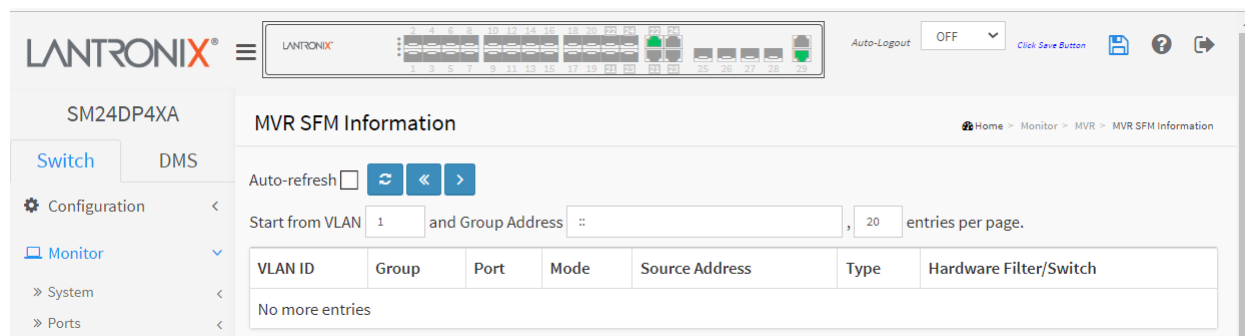 LANTRONIX®
LANTRONIX
2 4 6 8 10 12 14 16 18 20 22 24 22 24
1 3 5 7 9 11 13 15 17 19 21 23 21 23 25 26 27 28 29
Auto-Logout OFF Click Save Button
SM24DP4XA
MVR SFM Information
Home > Monitor > MVR > MVR SFM Information
Switch DMS
Auto-refresh
Configuration
Start from VLAN 1 and Group Address :: , 20 entries per page.
Monitor
VLAN ID Group Port Mode Source Address Type Hardware Filter/Switch
» System
No more entries
» Ports